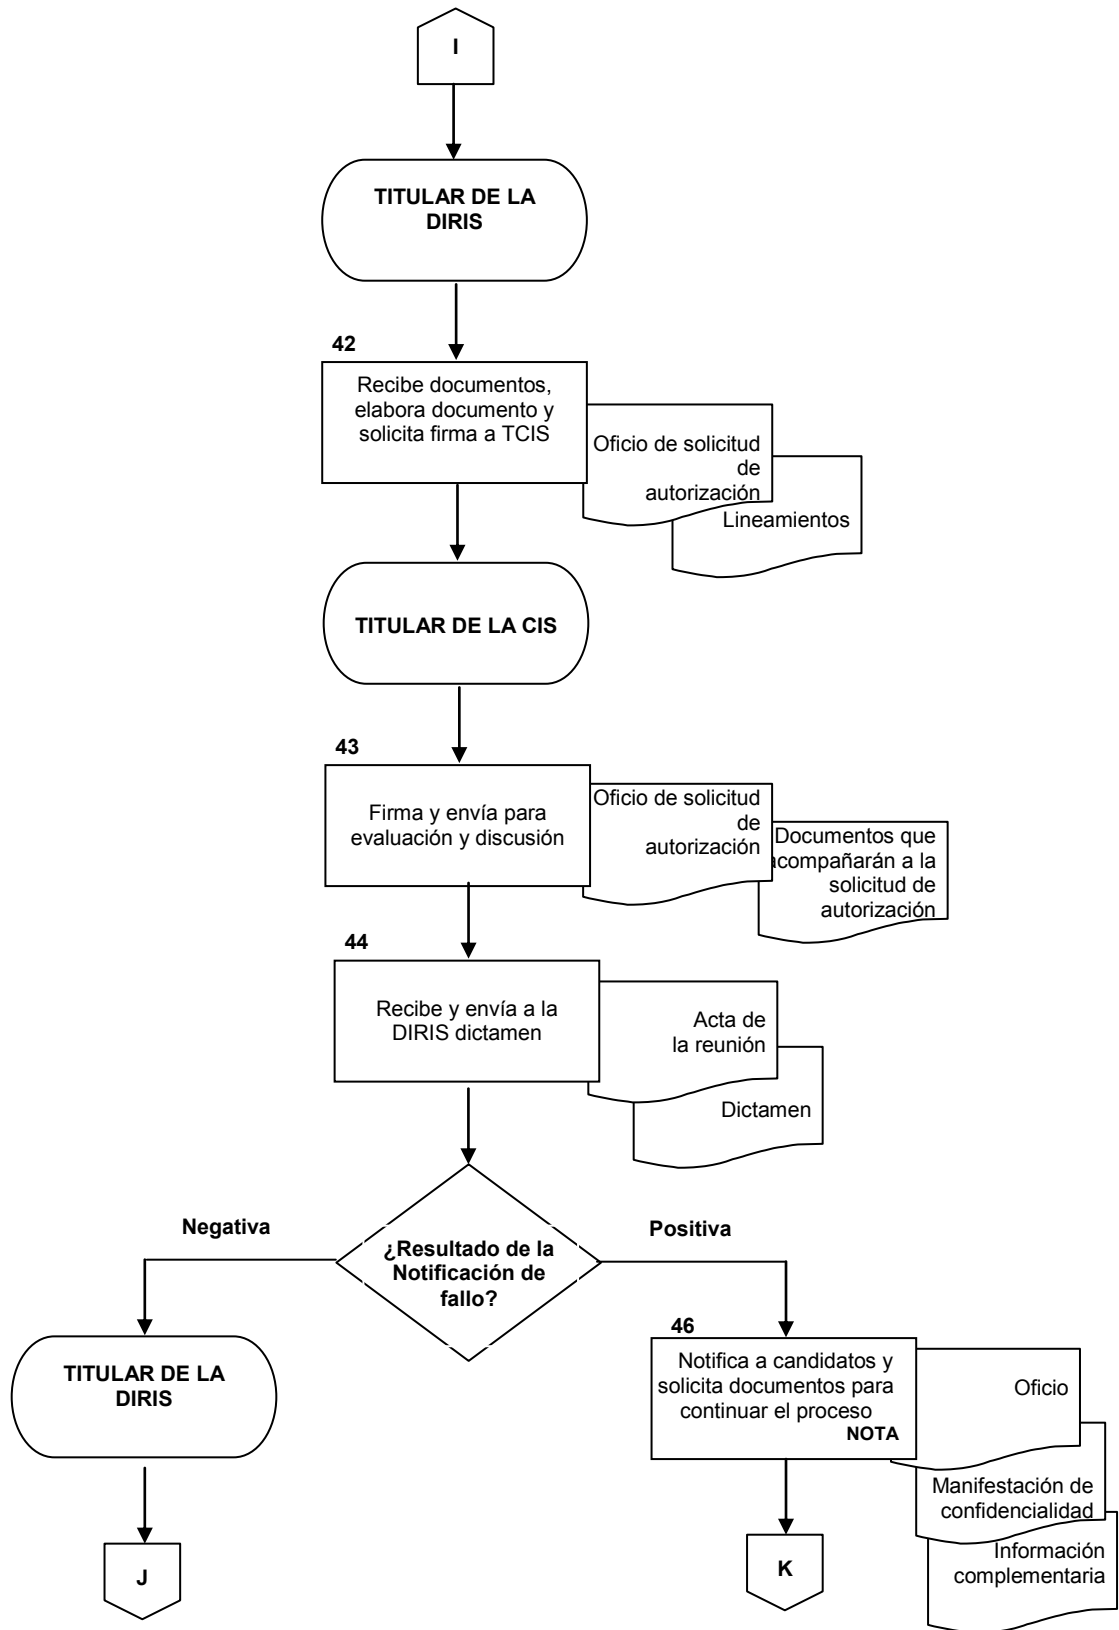 I
TITULAR DE LA
DIRIS
42
Recibe documentos,
elabora documento y
solicita firma a TCIS
Oficio de solicitud
de
autorización
Lineamientos
TITULAR DE LA CIS
43
Firma y envía para
evaluación y discusión
Oficio de solicitud
de
autorización
Documentos que
acompañarán a la
solicitud de
autorización
44
Recibe y envía a la
DIRIS dictamen
Acta de
la reunión
Dictamen
Negativa
Positiva
¿Resultado de la
Notificación de
fallo?
TITULAR DE LA
DIRIS
J
46
Notifica a candidatos y
solicita documentos para
continuar el proceso
NOTA
Oficio
Manifestación de
confidencialidad
Información
complementaria
K